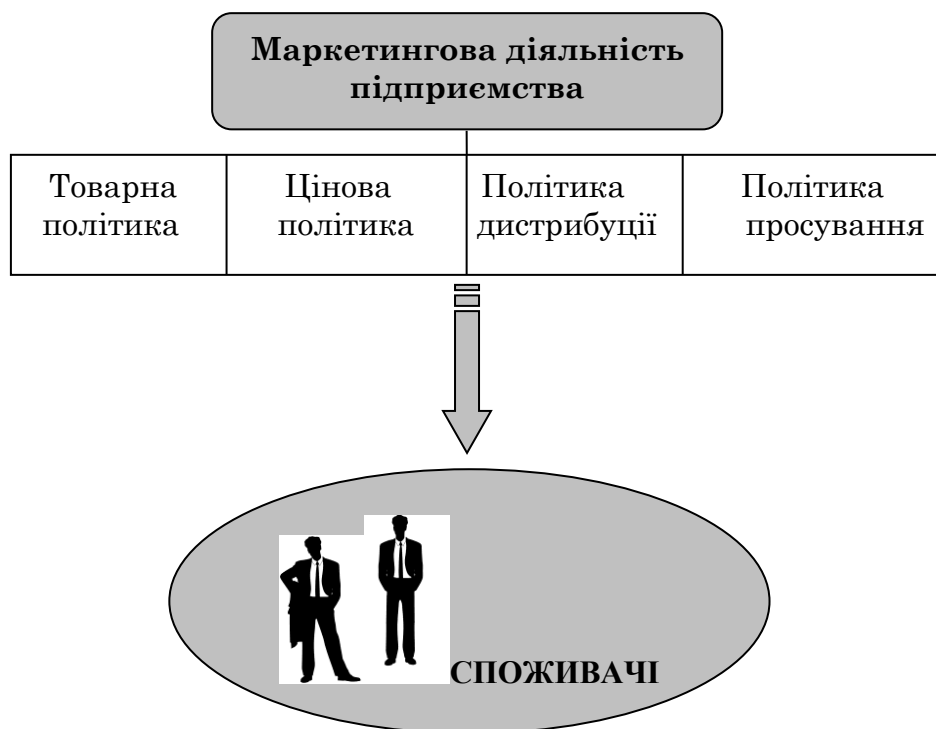 Маркетингова діяльність
підприємства
Товарна
політика
Цінова
політика
Політика
дистрибуції
Політика
просування
СПОЖИВАЧІ